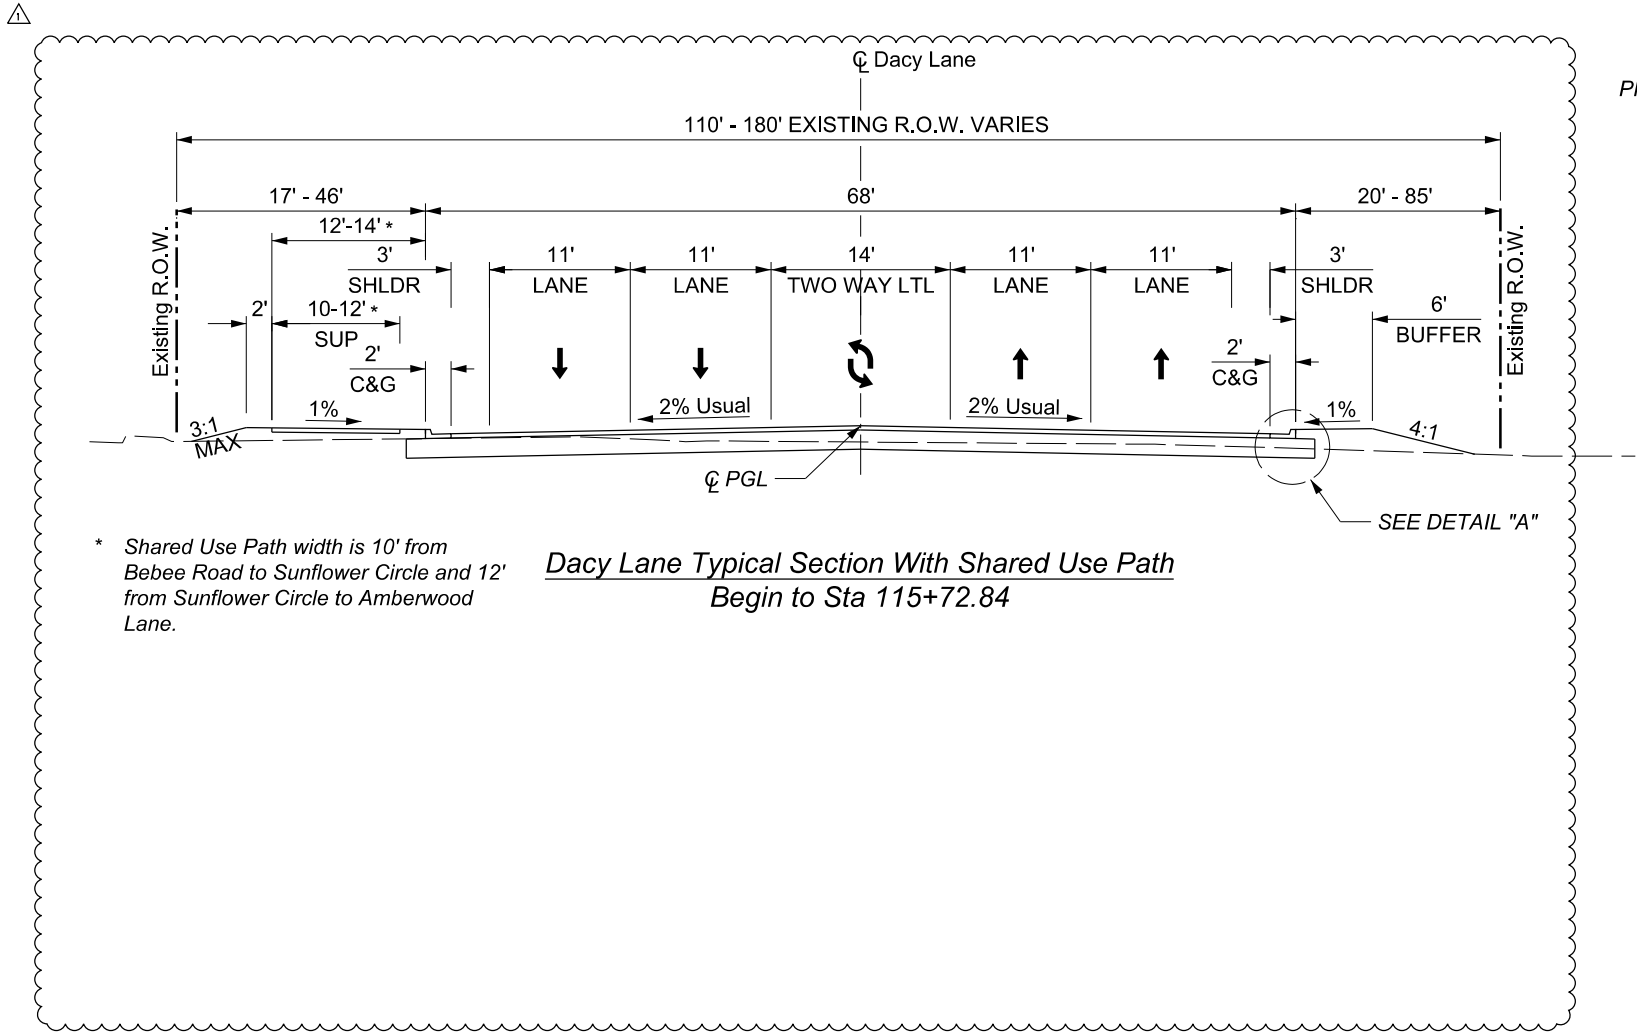 1
℄ Dacy Lane
PI
110' - 180' EXISTING R.O.W. VARIES
17' - 46'
68'
20' - 85'
12'-14' *
3'
SHLDR
11'
LANE
11'
LANE
14'
TWO WAY LTL
11'
LANE
11'
LANE
3'
SHLDR
Existing R.O.W.
Existing R.O.W.
2'
10-12' *
SUP
6'
BUFFER
2'
C&G
2'
C&G
1%
2% Usual
2% Usual
1%
3:1
MAX
4:1
℄ PGL
SEE DETAIL "A"
* Shared Use Path width is 10' from
Bebee Road to Sunflower Circle and 12'
from Sunflower Circle to Amberwood
Lane.
Dacy Lane Typical Section With Shared Use Path
Begin to Sta 115+72.84